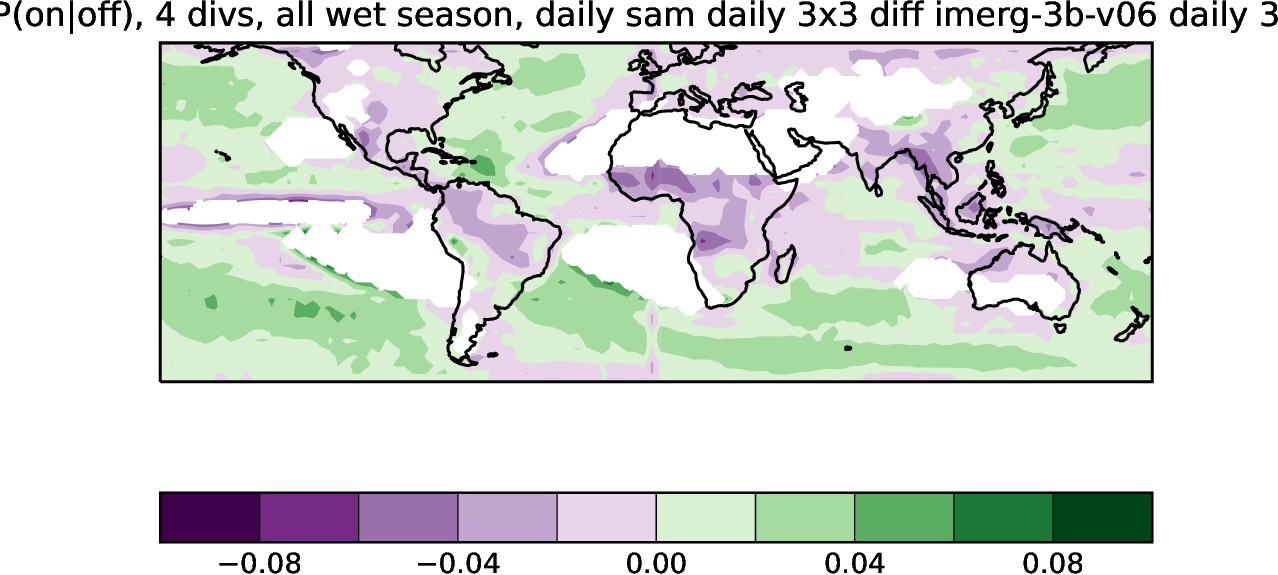 P(on|off), 4 divs, all wet season, daily sam daily 3x3 diff imerg-3b-v06 daily 3
−0.08 −0.04 0.00 0.04 0.08